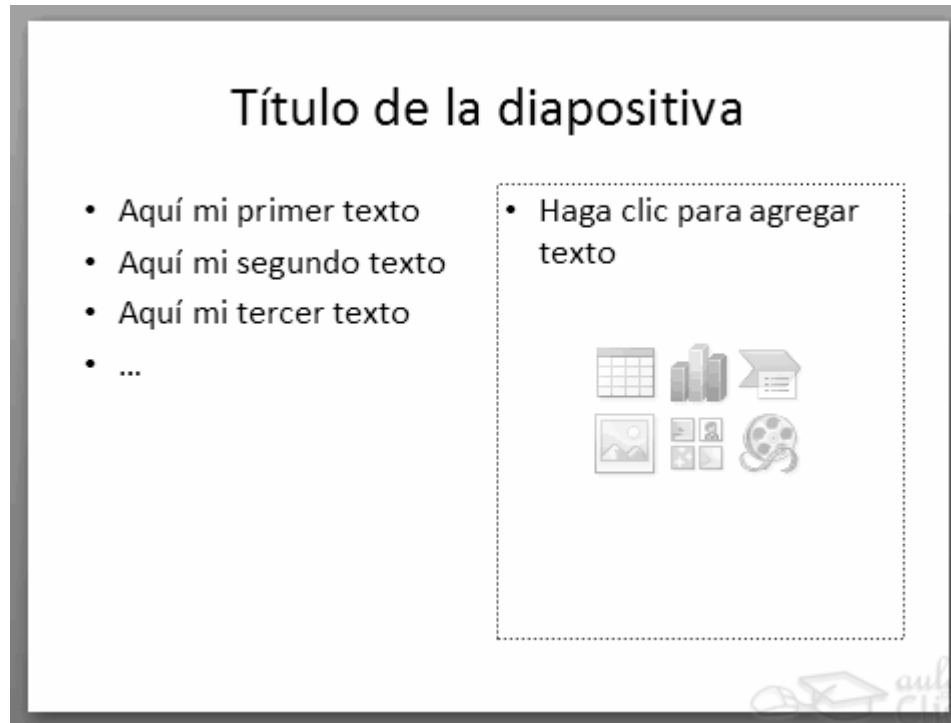 Título de la diapositiva
• Aquí mi primer texto
• Aquí mi segundo texto
• Aquí mi tercer texto
• ...
• Haga clic para agregar
texto